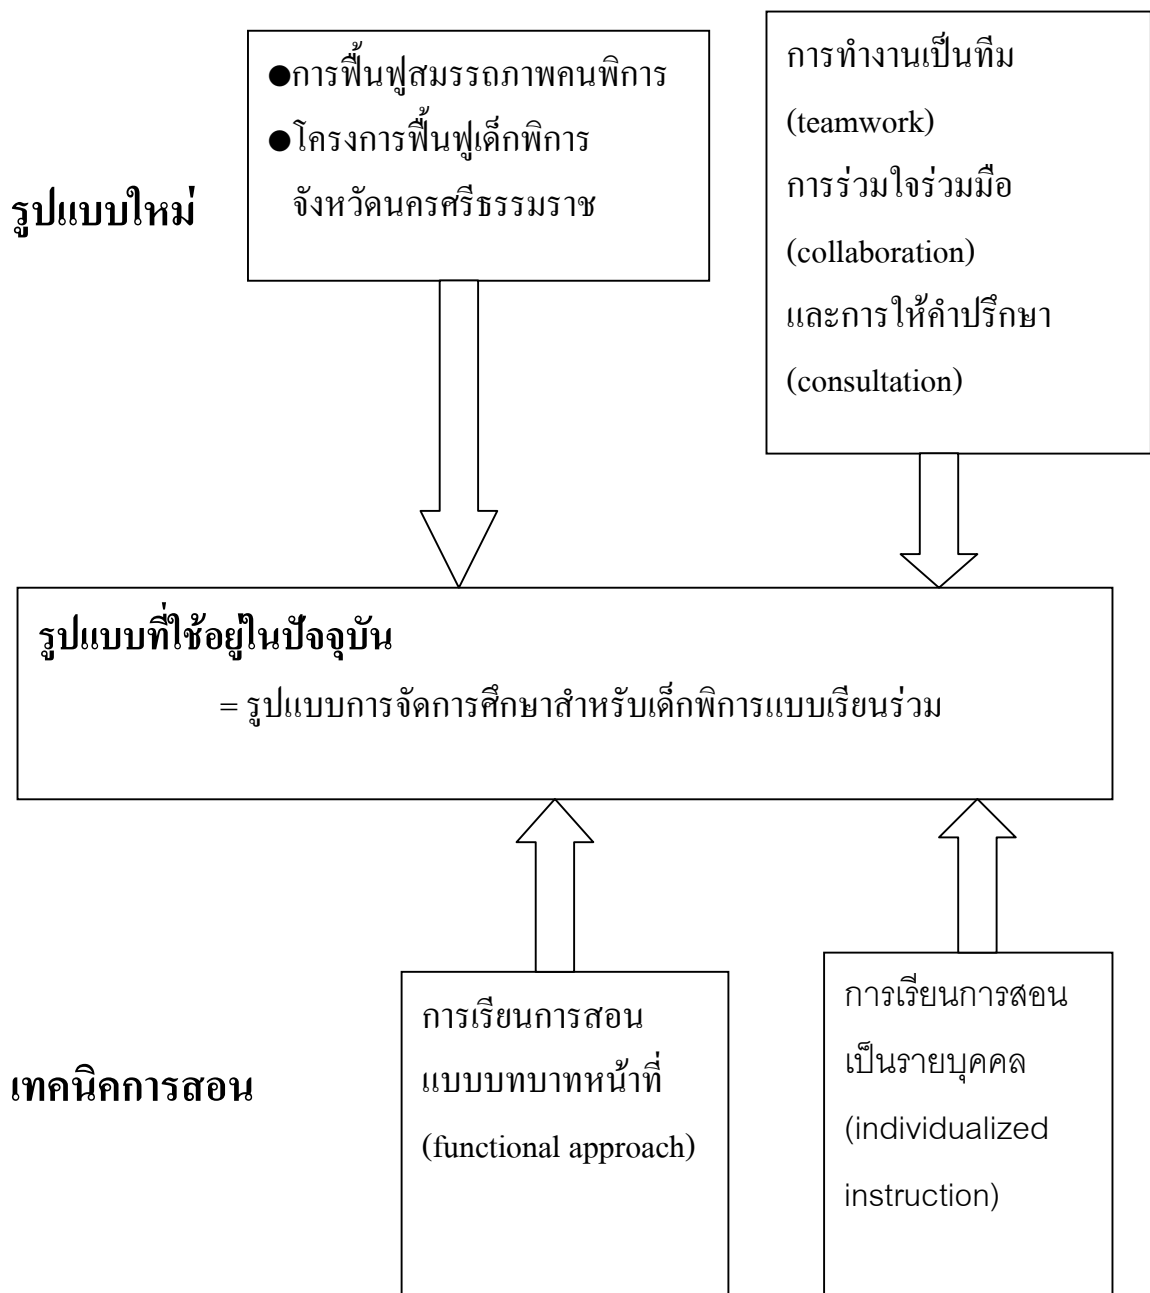 ●การฟื้นฟูสมรรถภาพคนพิการ
●โครงการฟื้นฟูเด็กพิการ
จังหวัดนครศรีธรรมราช
การทำงานเป็นทีม
(teamwork)
การร่วมใจร่วมมือ
(collaboration)
และการให้คำปรึกษา
(consultation)
รูปแบบใหม่
รูปแบบที่ใช้อยู่ในปัจจุบัน
= รูปแบบการจัดการศึกษาสำหรับเด็กพิการแบบเรียนร่วม
เทคนิคการสอน
การเรียนการสอน
แบบบทบาทหน้าที่
(functional approach)
การเรียนการสอน
เป็นรายบุคคล
(individualized
instruction)